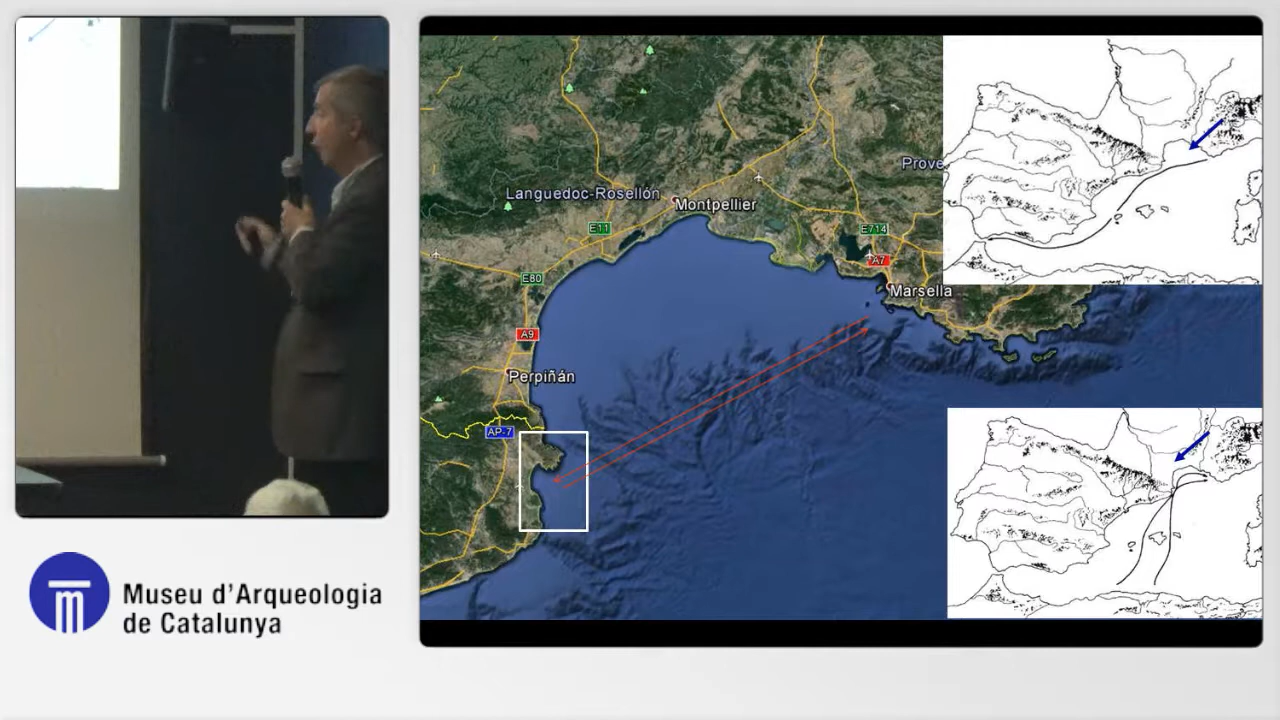 Museu d'Arqueologia
de Catalunya
Languedoc-Rosellón
Montpellier
Prove
E11
E714
A7
E80
Marsella
A9
Perpiñán
AP-7